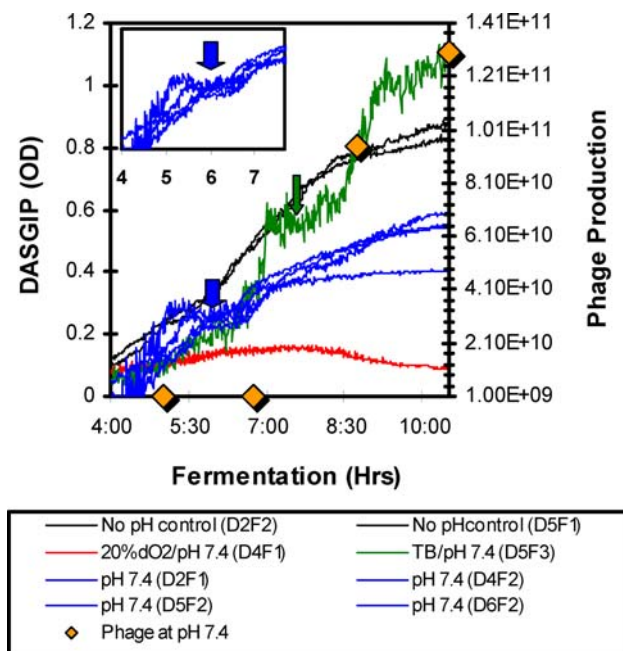 1.2
1
0.8
0.6
0.4
0.2
0
DASGIP (OD)
4 5 6 7
1.41E+11
1.21E+11
1.01E+11
8.10E+10
6.10E+10
4.10E+10
2.10E+10
1.00E+09
Phage Production
4:00 5:30 7:00 8:30 10:00
Fermentation (Hrs)
No pH control (D2F2) No pHcontrol (D5F1)
20%dO2/pH 7.4 (D4F1) TB/pH 7.4 (D5F3)
pH 7.4 (D2F1) pH 7.4 (D4F2)
pH 7.4 (D5F2) pH 7.4 (D6F2)
Phage at pH 7.4